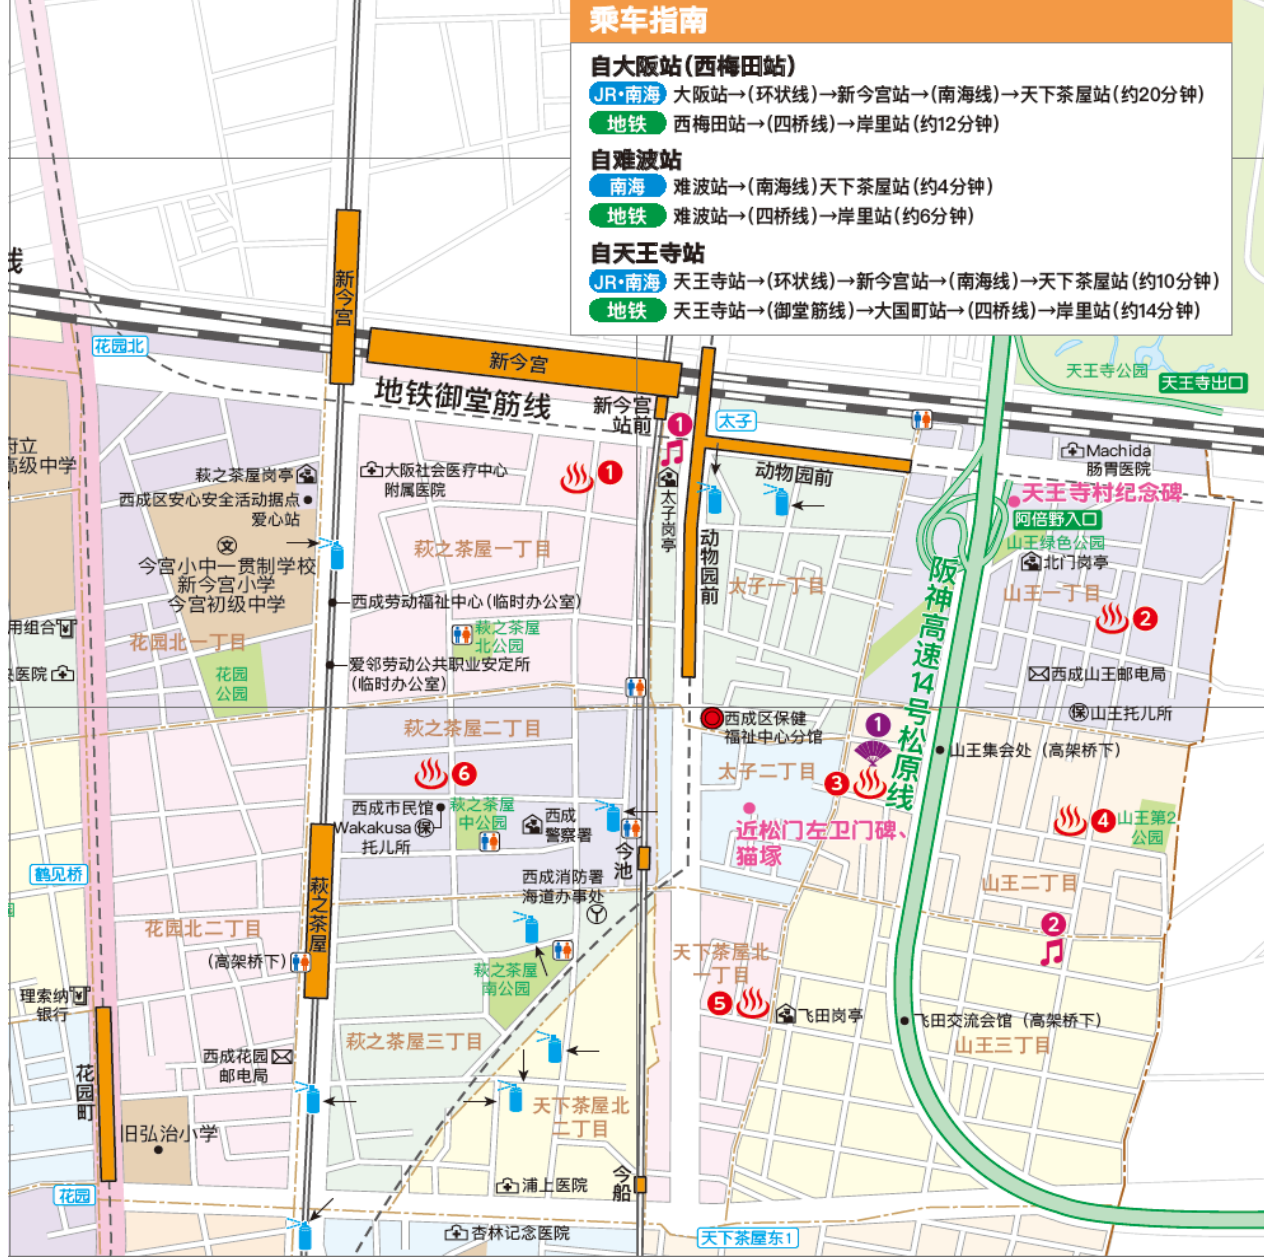 乘车指南
自大阪站(西梅田站)
JR·南海 大阪站→(环状线)→新今宫站→(南海线)→天下茶屋站(约20分钟)
地铁 西梅田站→(四桥线)→岸里站(约12分钟)
自难波站
南海 难波站→(南海线)天下茶屋站(约4分钟)
地铁 难波站→(四桥线)→岸里站(约6分钟)
自天王寺站
JR·南海 天王寺站→(环状线)→新今宫站→(南海线)→天下茶屋站(约10分钟)
地铁 天王寺站→(御堂筋线)→大国町站→(四桥线)→岸里站(约14分钟)
线
新今宫
花园北
新今宫
地铁御堂筋线
新今宫
站前
1
太子
天王寺公园
天王寺出口
府立
高级中学
萩之茶屋岗亭
西成区安心安全活动据点
爱心站
大阪社会医疗中心
附属医院
1
太子岗亭
动物园前
动物园前
Machida
肠胃医院
天王寺村纪念碑
阿倍野入口
山王绿色公园
北门岗亭
文
今宫小中一贯制学校
新今宫小学
今宫初级中学
萩之茶屋一丁目
太子一丁目
阪神高速14号松原线
山王一丁目
2
西成劳动福祉中心(临时办公室)
用组合
花园北一丁目
萩之茶屋
北公园
爱邻劳动公共职业安定所
(临时办公室)
央医院
花园
公园
西成山王邮电局
保
山王托儿所
萩之茶屋二丁目
西成区保健
福祉中心分馆
1
山王集会处(高架桥下)
6
太子二丁目
3
西成市民馆
Wakakusa
保
托儿所
萩之茶屋
中公园
西成
警察署
近松门左卫门碑、
猫塚
4
山王第2
公园
今池
鹤见桥
萩之茶屋
西成消防署
海道办事处
山王二丁目
园
花园北二丁目
2
(高架桥下)
天下茶屋北
一丁目
萩之茶屋
南公园
5
理索纳
银行
飞田岗亭
飞田交流会馆(高架桥下)
萩之茶屋三丁目
山王三丁目
西成花园
邮电局
花园町
天下茶屋北
二丁目
旧弘治小学
今船
浦上医院
花园
杏林记念医院
天下茶屋东1